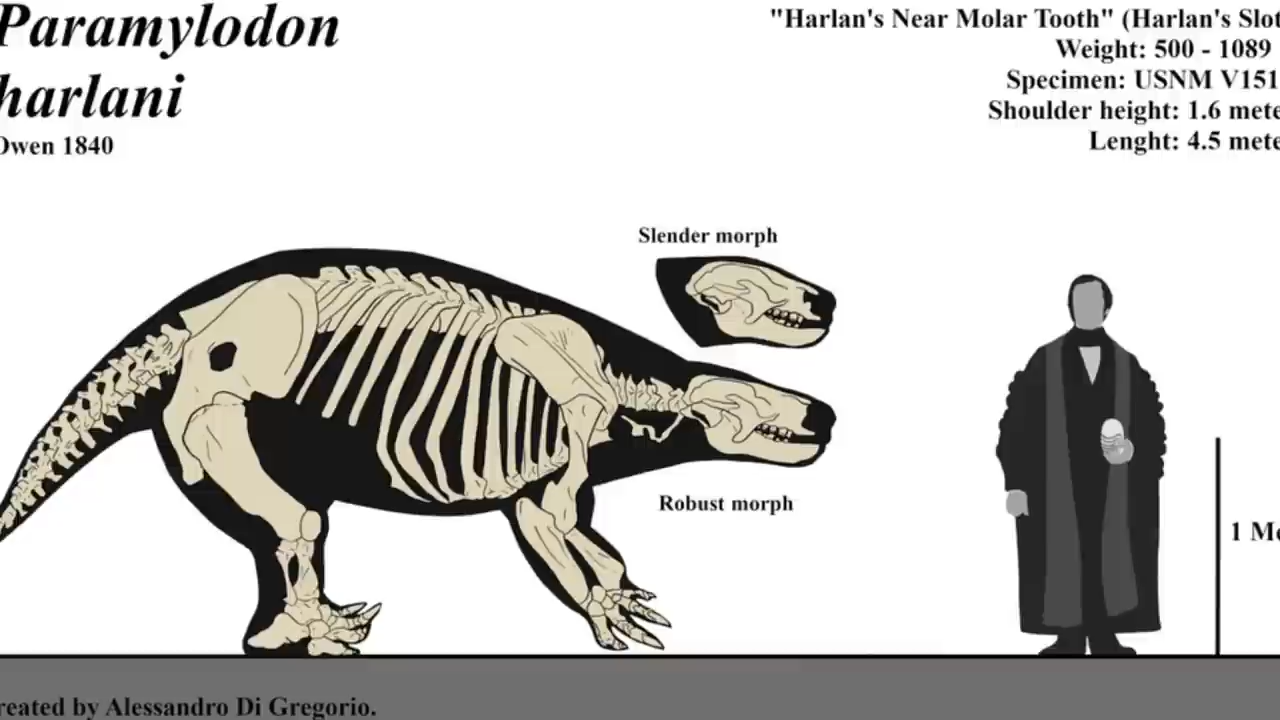 Paramylodon
harlani
Owen 1840
"Harlan's Near Molar Tooth" (Harlan's Slot
Weight: 500 - 1089
Specimen: USNM V151
Shoulder height: 1.6 mete
Lenght: 4.5 mete
Slender morph
Robust morph
1 Me
reated by Alessandro Di Gregorio.